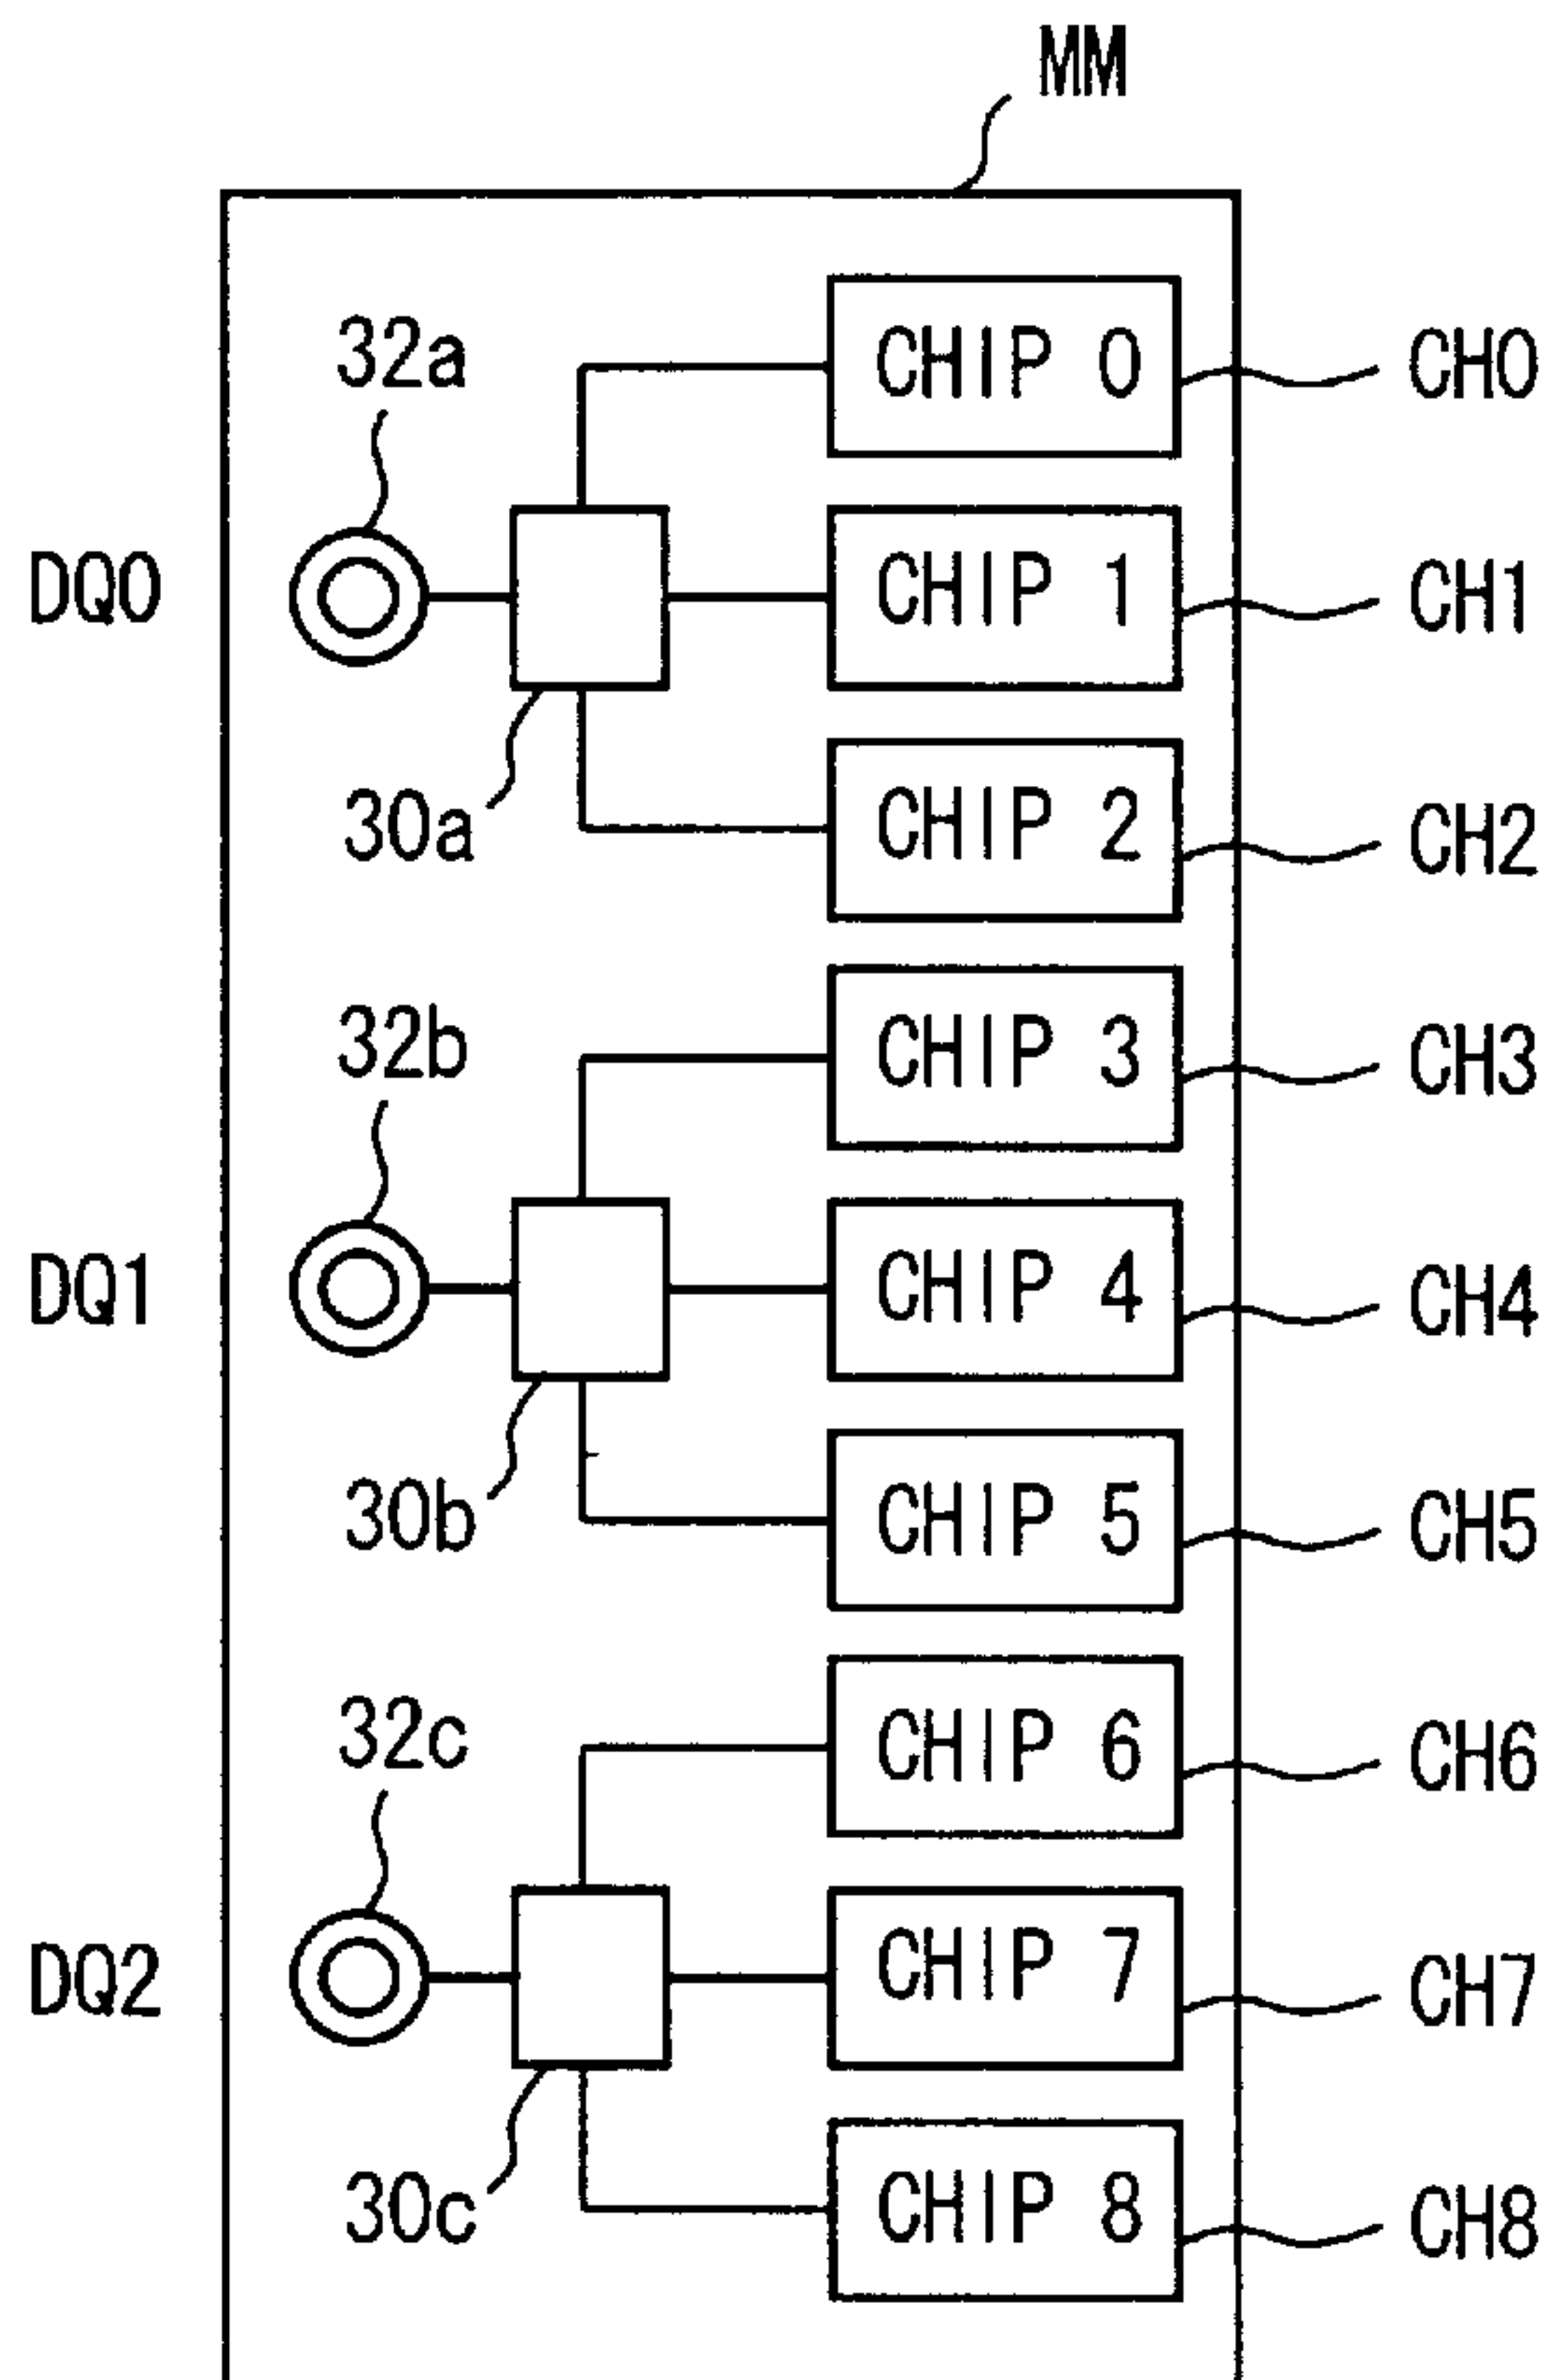 MM
32a
CHIP 0
CH0
DQ0
CHIP 1
CH1
30a
CHIP 2
CH2
32b
CHIP 3
CH3
DQ1
CHIP 4
CH4
30b
CHIP 5
CH5
32c
CHIP 6
CH6
DQ2
CHIP 7
CH7
30c
CHIP 8
CH8